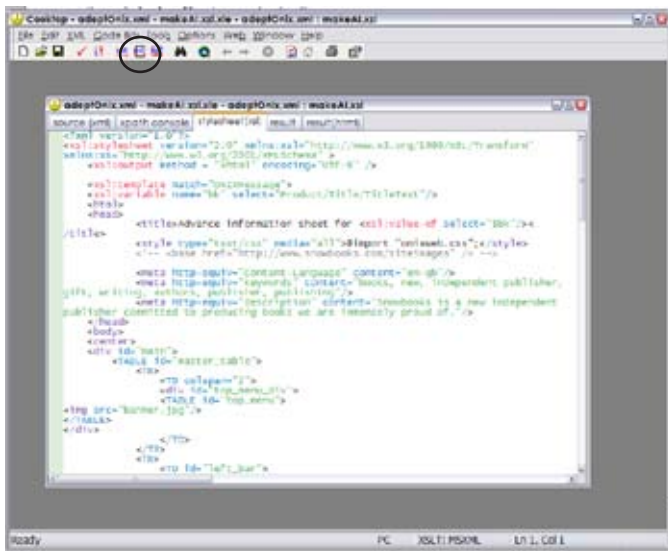 Cooktop - adeptOnix.xml - makeAI.xsl.xle - adeptOnix.xml : makeAI.xsl
File Edit XML Code Bits Tools Options Web Window Help
adeptOnix.xml - makeAI.xsl.xle - adeptOnix.xml : makeAI.xsl
source (xml) xpath console stylesheet (xsl) result result (html)
<?xml version="1.0"?>
<xsl:stylesheet version="2.0" xmlns:xsl="http://www.w3.org/1999/XSL/Transform"
xmlns:xs="http://www.w3.org/2001/XMLSchema" >
<xsl:output method = "xhtml" encoding="utf-8" />
<xsl:template match="ONIXMessage">
<xsl:variable name="bk" select="Product/Title/TitleText"/>
<html>
<head>
<title>Advance information sheet for <xsl:value-of select="$bk"/><
/title>
<style type="text/css" media="all">@import "onixweb.css";</style>
<!-- <base href="http://www.snowbooks.com/siteimages" /> -->
<meta http-equiv="Content-Language" content="en-gb"/>
<meta http-equiv="keywords" content="books, new, independent publisher,
gift, writing, authors, publisher, publishing"/>
<meta http-equiv="description" content="Snowbooks is a new independent
publisher committed to producing books we are immensely proud of."/>
</head>
<body>
<center>
<div id="main">
<TABLE id="master_table">
<TR>
<TD colspan="2">
<div id="top_menu_div">
<TABLE id="top_menu">
<img src="banner.jpg"/>
</TABLE>
</div>
</TD>
</TR>
<TR>
<TD id="left_bar">
Ready PC XSLT: MSXML Ln 1, Col 1